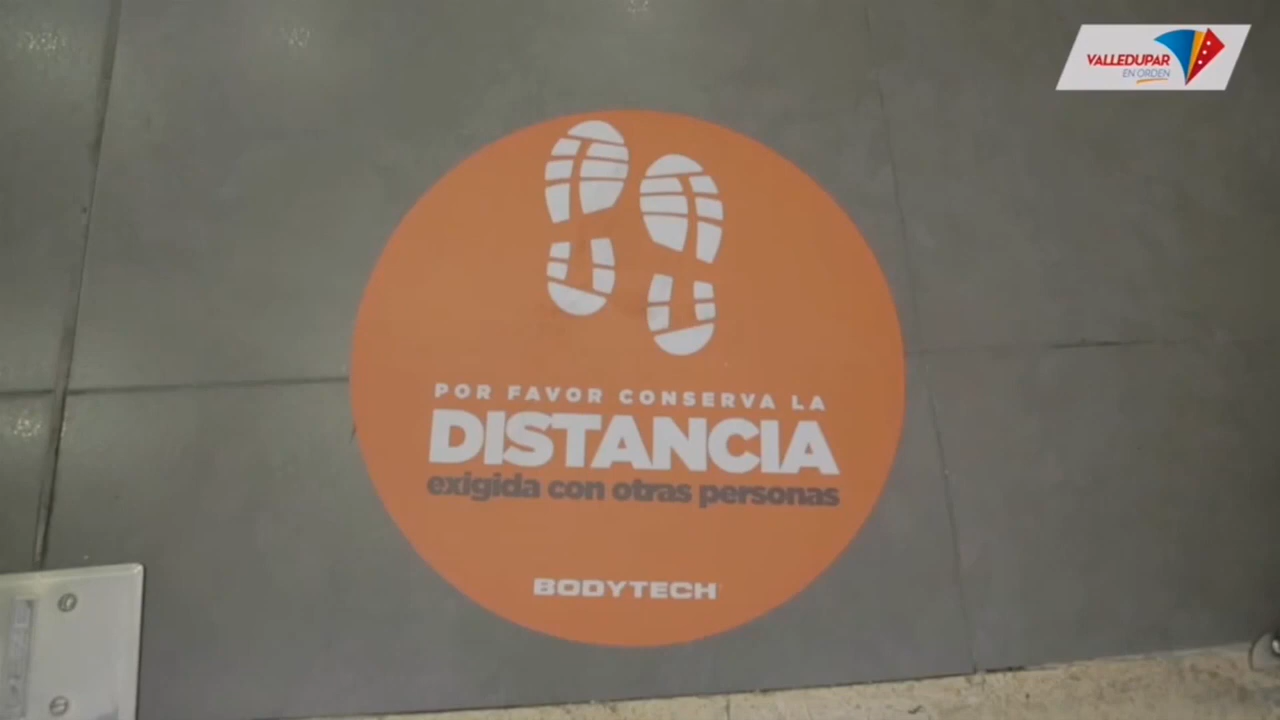 VALLEDUPAR
EN ORDEN
POR FAVOR CONSERVA LA
DISTANCIA
exigida con otras personas
BODYTECH